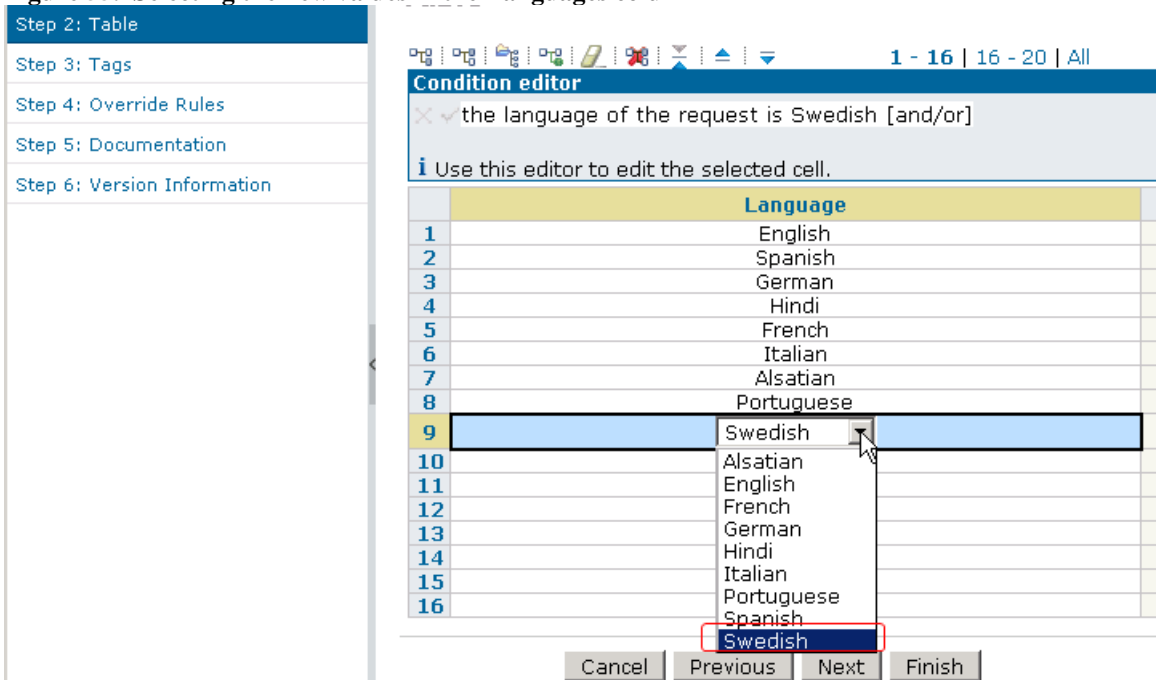 Step 2: Table
Step 3: Tags
Step 4: Override Rules
Step 5: Documentation
Step 6: Version Information
1 - 16 | 16 - 20 | All
Condition editor
the language of the request is Swedish [and/or]
i Use this editor to edit the selected cell.
Language
1 English
2 Spanish
3 German
4 Hindi
5 French
6 Italian
7 Alsatian
8 Portuguese
9 Swedish
10 Alsatian
11 English
12 French
13 German
14 Hindi
15 Italian
16 Portuguese
Spanish
Swedish
Cancel Previous Next Finish